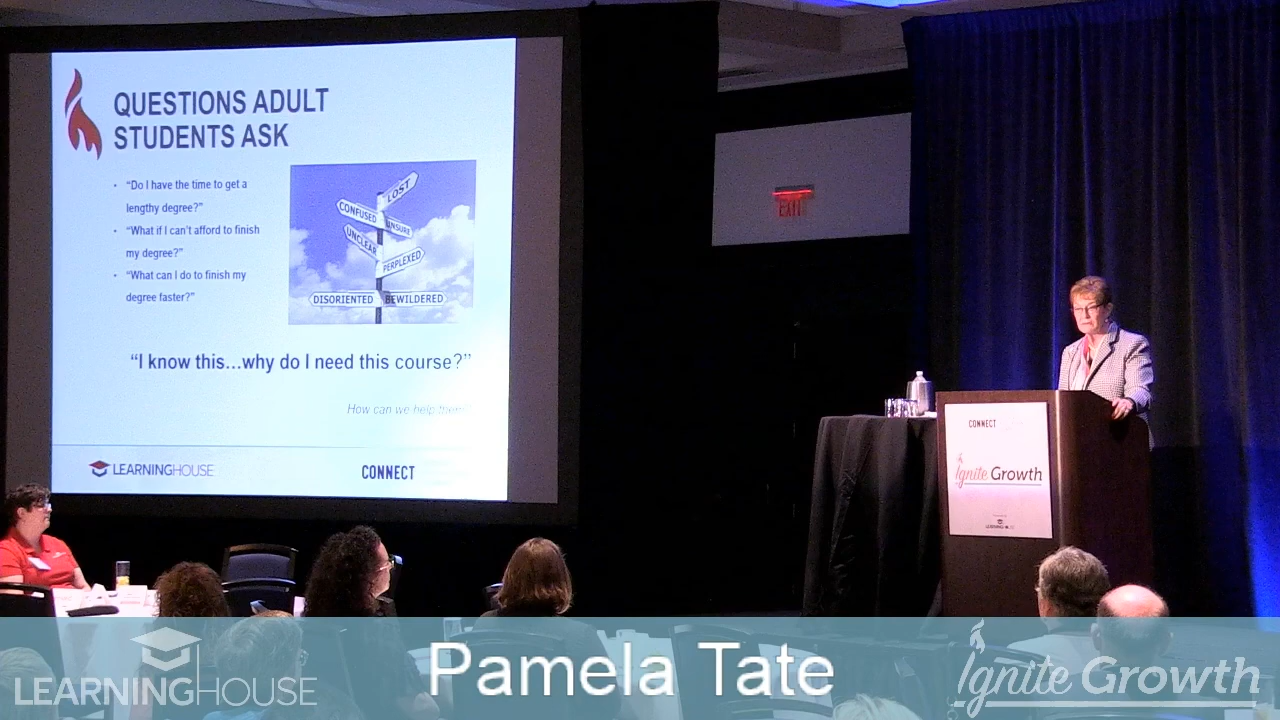 QUESTIONS ADULT
STUDENTS ASK
• “Do I have the time to get a
lengthy degree?”
• “What if I can't afford to finish
my degree?”
• “What can I do to finish my
degree faster?”
LOST
CONFUSED
UNSURE
UNCLEAR
PERPLEXED
DISORIENTED
BEWILDERED
“I know this...why do I need this course?”
How can we help them?
LEARNINGHOUSE
CONNECT
EXIT
CONNECT
Ignite Growth
LEARNINGHOUSE
Pamela Tate
Ignite Growth